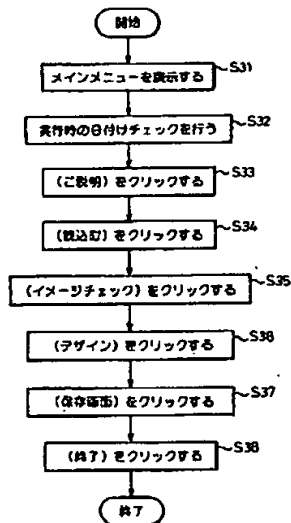 開始
メインメニューを表示する
S31
実行時の日付けチェックを行う
S32
(ご説明)をクリックする
S33
(読込む)をクリックする
S34
(イメージチェック)をクリックする
S35
(デザイン)をクリックする
S36
(保存画面)をクリックする
S37
(終了)をクリックする
S38
終了